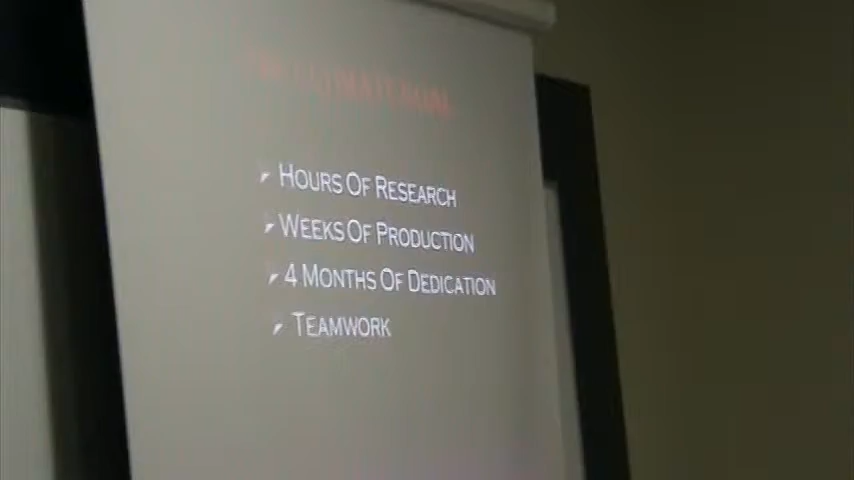 Hours Of Research
Weeks Of Production
4 Months Of Dedication
Teamwork